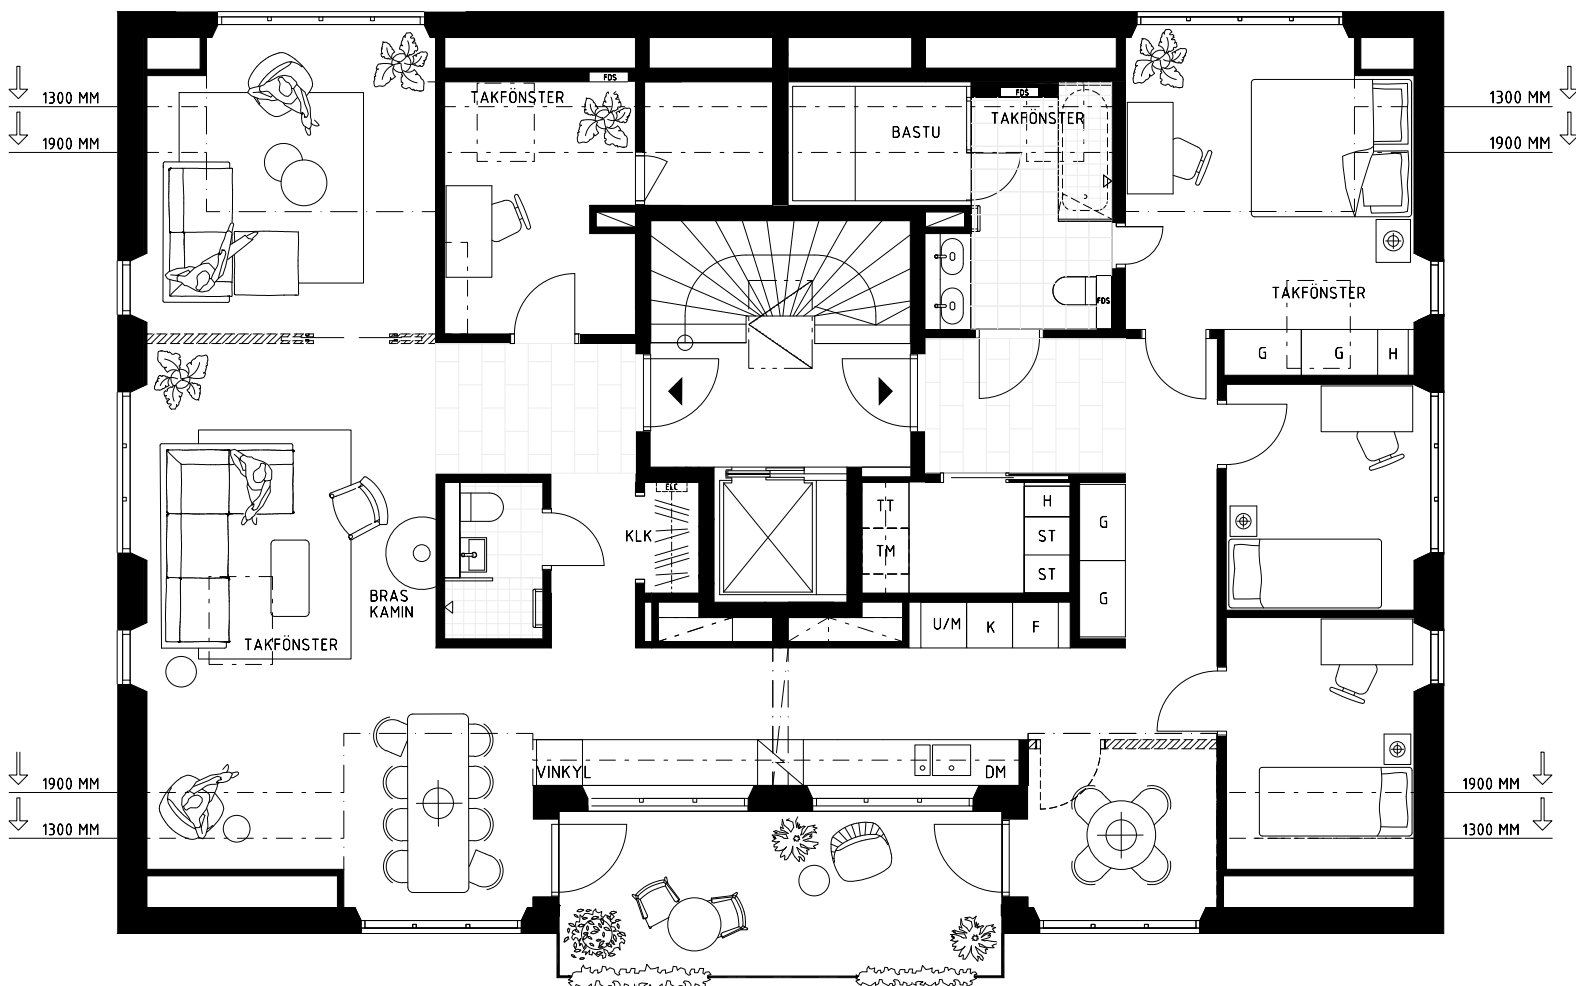 FDS
TAKFÖNSTER
FDS
TAKFÖNSTER
1300 MM
1300 MM
BASTU
1900 MM
1900 MM
TAKFÖNSTER
FDS
G
G
H
ELC
KLK
TT
H
G
TM
ST
ST
BRAS
KAMIN
G
U/M
K
F
TAKFÖNSTER
VINKYL
DM
1900 MM
1900 MM
1300 MM
1300 MM